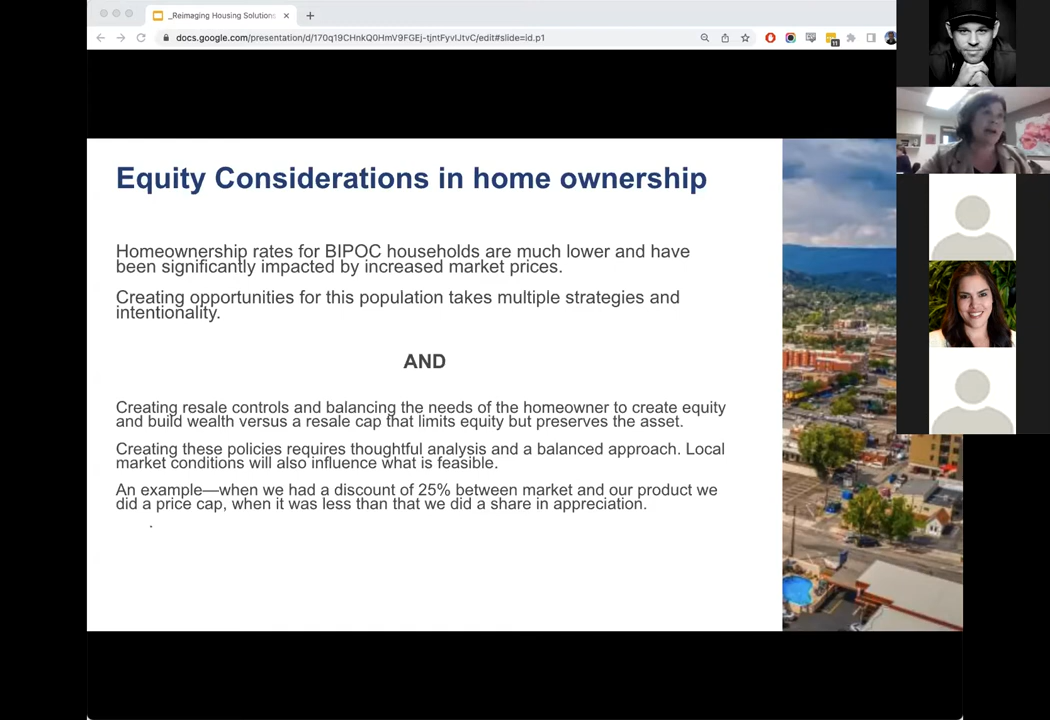 _Reimaging Housing Solutions
docs.google.com/presentation/d/170q19CHnkQ0HmV9FGEj-tjntFyvIJtvC/edit#slide=id.p1
11
Equity Considerations in home ownership
Homeownership rates for BIPOC households are much lower and have
been significantly impacted by increased market prices.
Creating opportunities for this population takes multiple strategies and
intentionality.
AND
Creating resale controls and balancing the needs of the homeowner to create equity
and build wealth versus a resale cap that limits equity but preserves the asset.
Creating these policies requires thoughtful analysis and a balanced approach. Local
market conditions will also influence what is feasible.
An example—when we had a discount of 25% between market and our product we
did a price cap, when it was less than that we did a share in appreciation.
.